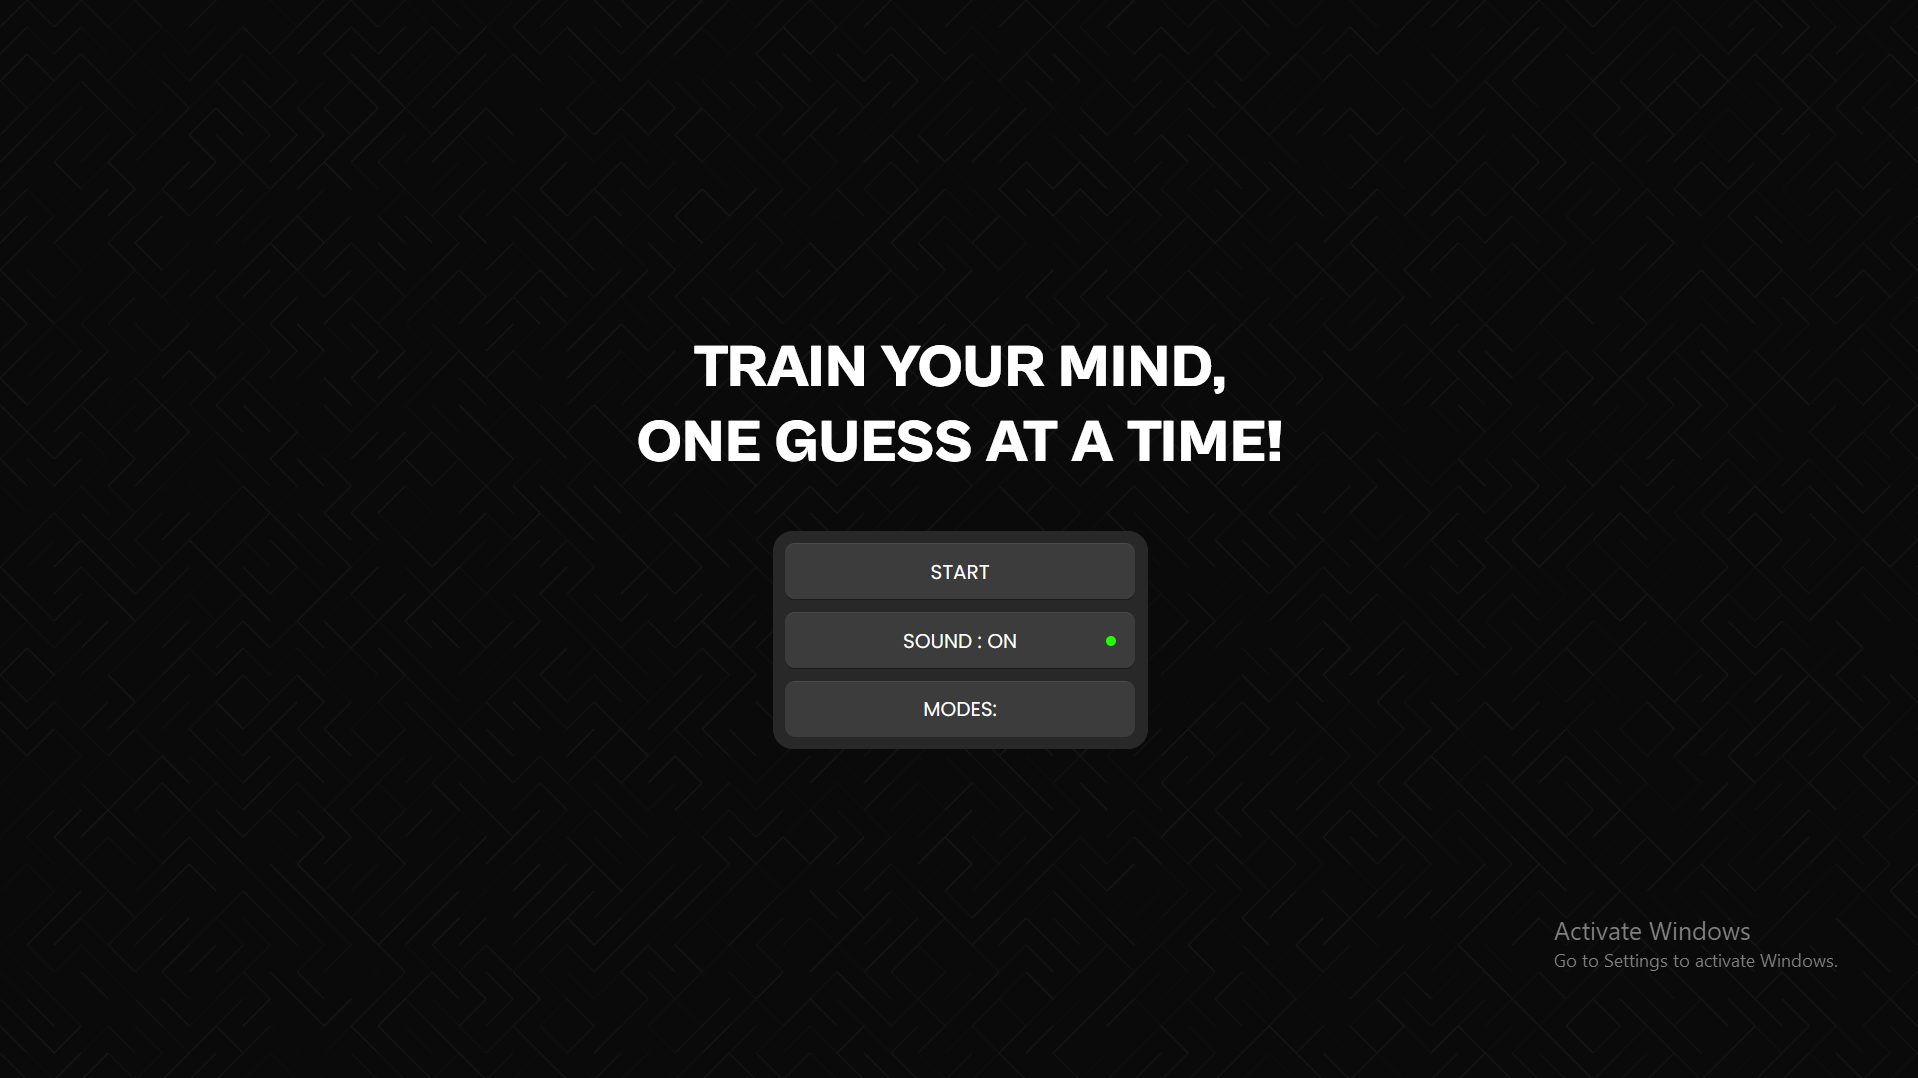 TRAIN YOUR MIND,
ONE GUESS AT A TIME!
START
SOUND : ON
MODES:
Activate Windows
Go to Settings to activate Windows.